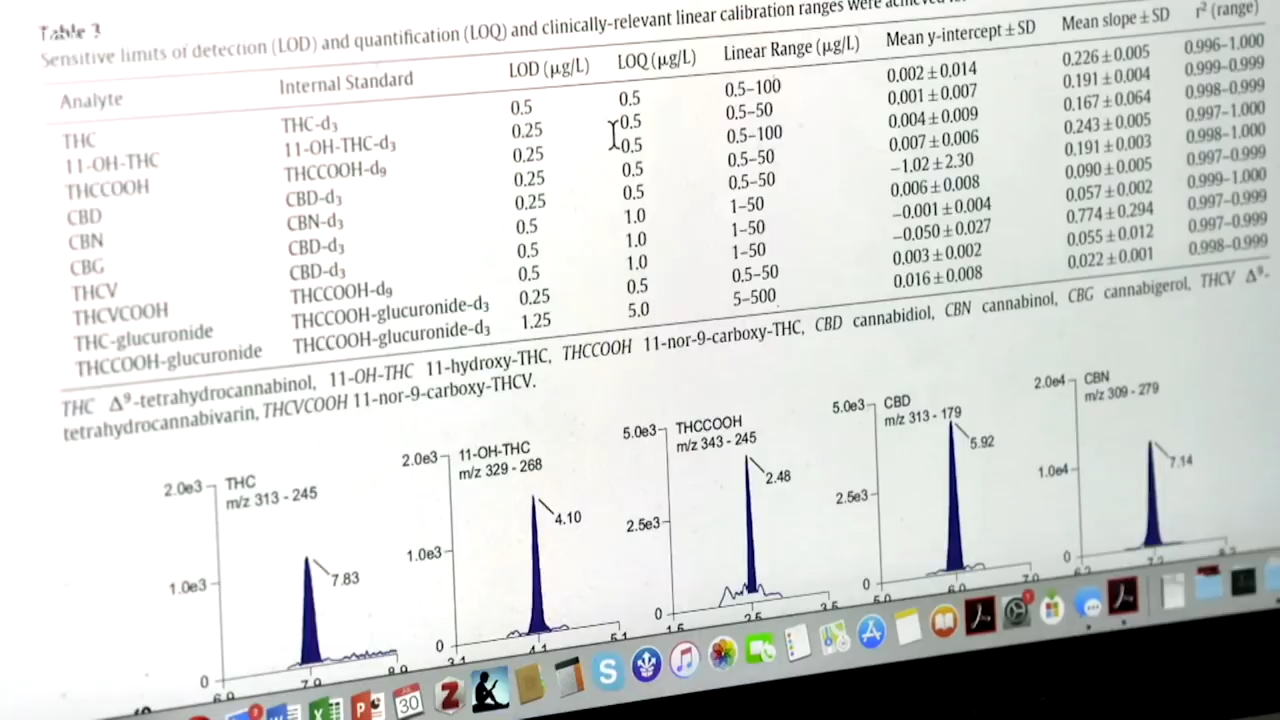 Table 3
Sensitive limits of detection (LOD) and quantification (LOQ) and clinically-relevant linear calibration ranges were achieved
Analyte Internal Standard LOD (μg/L) LOQ (μg/L) Linear Range (μg/L) Mean y-intercept ± SD Mean slope ± SD r² (range)
THC THC-d₃ 0.5 0.5 0.5–100 0.002 ± 0.014 0.226 ± 0.005 0.996–1.000
11-OH-THC 11-OH-THC-d₃ 0.25 0.5 0.5–50 0.001 ± 0.007 0.191 ± 0.004 0.999–0.999
THCCOOH THCCOOH-d₉ 0.25 0.5 0.5–100 0.004 ± 0.009 0.167 ± 0.064 0.998–0.999
CBD CBD-d₃ 0.25 0.5 0.5–50 0.007 ± 0.006 0.243 ± 0.005 0.997–1.000
CBN CBN-d₃ 0.25 0.5 0.5–50 −1.02 ± 2.30 0.191 ± 0.003 0.998–1.000
CBG CBD-d₃ 0.5 1.0 1–50 0.006 ± 0.008 0.090 ± 0.005 0.997–0.999
THCV CBD-d₃ 0.5 1.0 1–50 −0.001 ± 0.004 0.057 ± 0.002 0.999–1.000
THCVCOOH THCCOOH-d₉ 0.5 1.0 1–50 −0.050 ± 0.027 0.774 ± 0.294 0.997–0.999
THC-glucuronide THCCOOH-glucuronide-d₃ 0.25 0.5 0.5–50 0.003 ± 0.002 0.055 ± 0.012 0.997–0.999
THCCOOH-glucuronide THCCOOH-glucuronide-d₃ 1.25 5.0 5–500 0.016 ± 0.008 0.022 ± 0.001 0.998–0.999
THC Δ⁹-tetrahydrocannabinol, 11-OH-THC 11-hydroxy-THC, THCCOOH 11-nor-9-carboxy-THC, CBD cannabidiol, CBN cannabinol, CBG cannabigerol, THCV Δ⁹-
tetrahydrocannabivarin, THCVCOOH 11-nor-9-carboxy-THCV.
THC
m/z 313 - 245
2.0e3
1.0e3
0
7.83
11-OH-THC
m/z 329 - 268
2.0e3
1.0e3
0
4.10
THCCOOH
m/z 343 - 245
5.0e3
2.5e3
0
2.48
CBD
m/z 313 - 179
5.0e3
2.5e3
0
5.92
CBN
m/z 309 - 279
2.0e4
1.0e4
0
7.14
30